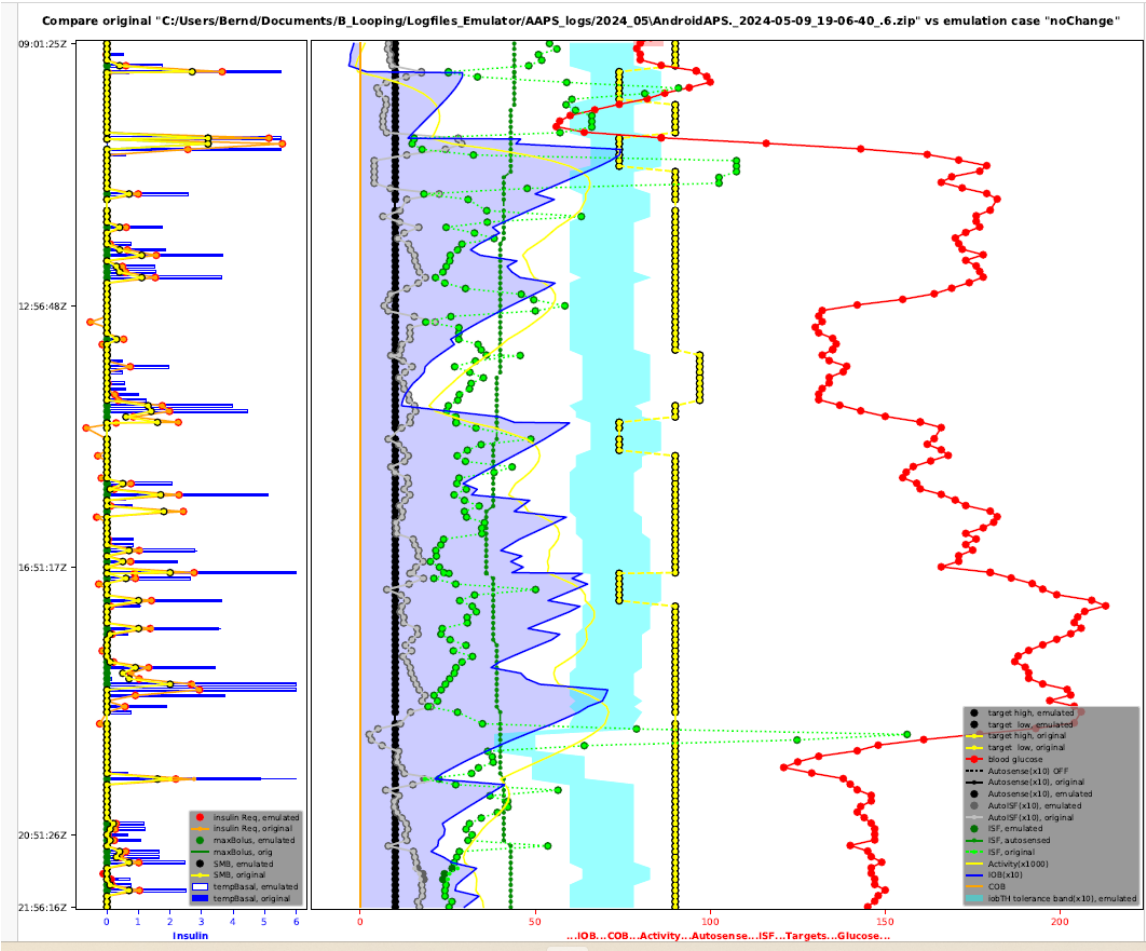 Compare original "C:/Users/Bernd/Documents/B_Looping/Logfiles_Emulator/AAPS_logs/2024_05\AndroidAPS._2024-05-09_19-06-40_.6.zip" vs emulation case "noChange"
09:01:25Z
12:56:48Z
16:51:17Z
20:51:26Z
21:56:16Z
insulin Req, emulated
insulin Req, original
maxBolus, emulated
maxBolus, orig
SMB, emulated
SMB, original
tempBasal, emulated
tempBasal, original
target high, emulated
target low, emulated
target high, original
target low, original
blood glucose
Autosense(x10) OFF
Autosense(x10), original
Autosense(x10), emulated
AutoISF(x10), emulated
AutoISF(x10), original
ISF, emulated
ISF, autosensed
ISF, original
Activity(x1000)
IOB(x10)
COB
iobTH tolerance band(x10), emulated
0 1 2 3 4 5 6
Insulin
0 50 100 150 200
...IOB...COB...Activity...Autosense...ISF...Targets...Glucose...